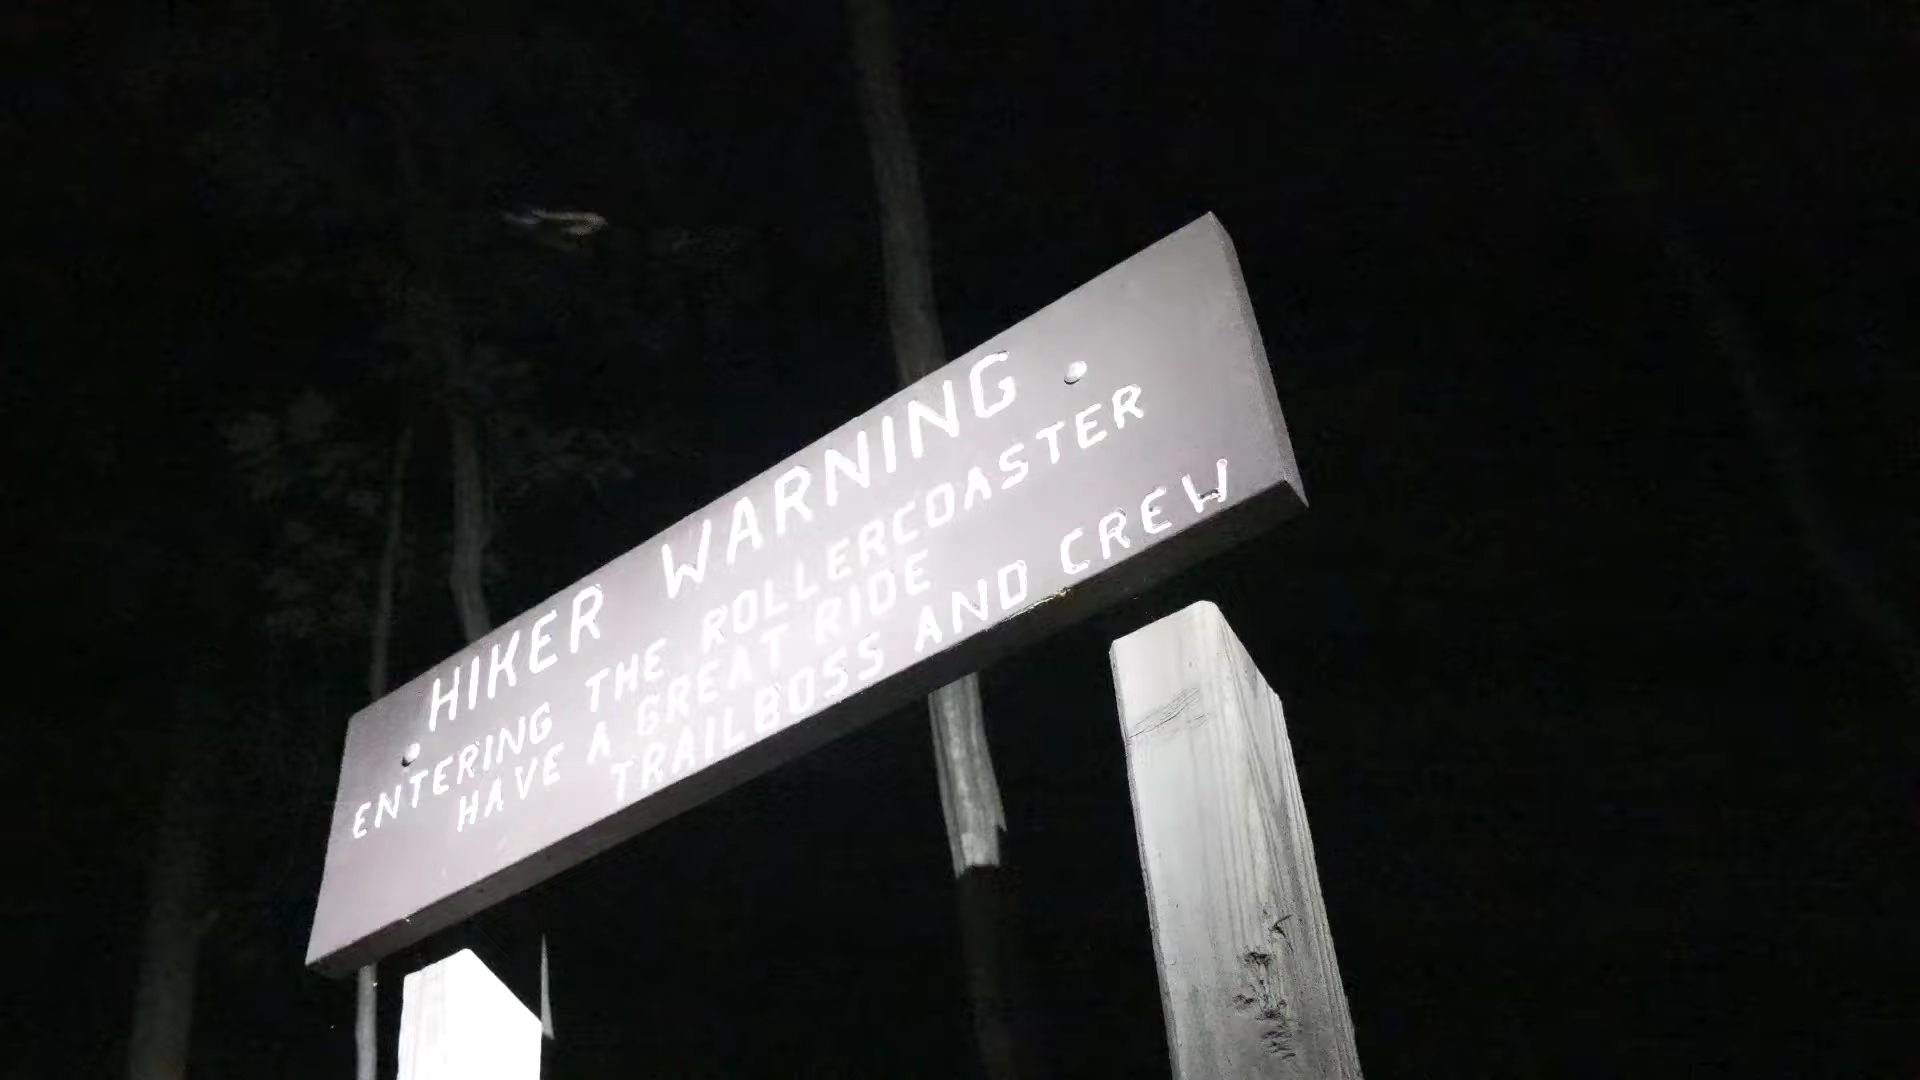 HIKER WARNING
ENTERING THE ROLLERCOASTER
HAVE A GREAT RIDE
TRAILBOSS AND CREW